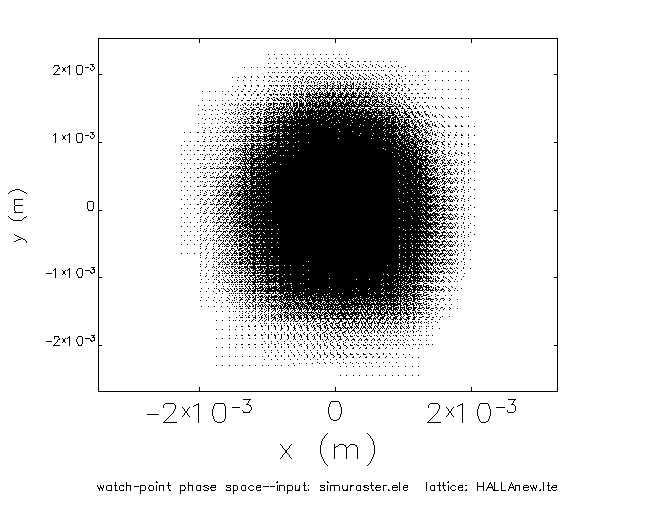 y (m)
2×10⁻³
1×10⁻³
0
−1×10⁻³
−2×10⁻³
−2×10⁻³ 0 2×10⁻³
x (m)
watch-point phase space--input: simuraster.ele lattice: HALLAnew.lte